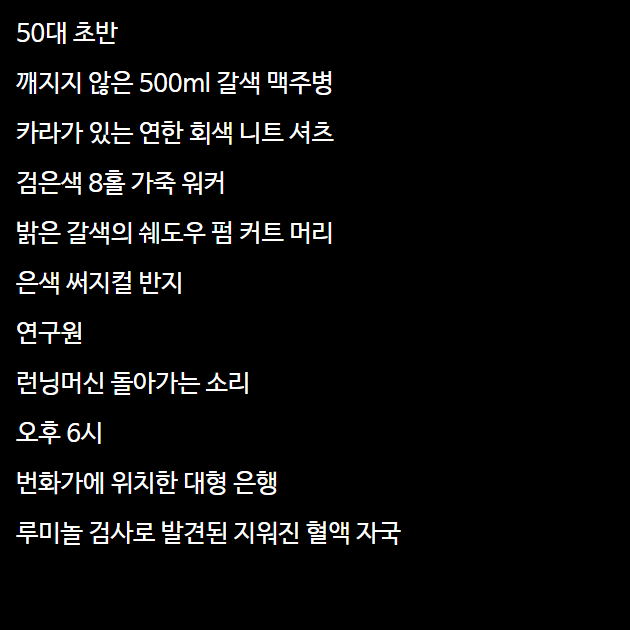 50대 초반
깨지지 않은 500ml 갈색 맥주병
카라가 있는 연한 회색 니트 셔츠
검은색 8홀 가죽 워커
밝은 갈색의 쉐도우 펌 커트 머리
은색 써지컬 반지
연구원
런닝머신 돌아가는 소리
오후 6시
번화가에 위치한 대형 은행
루미놀 검사로 발견된 지워진 혈액 자국